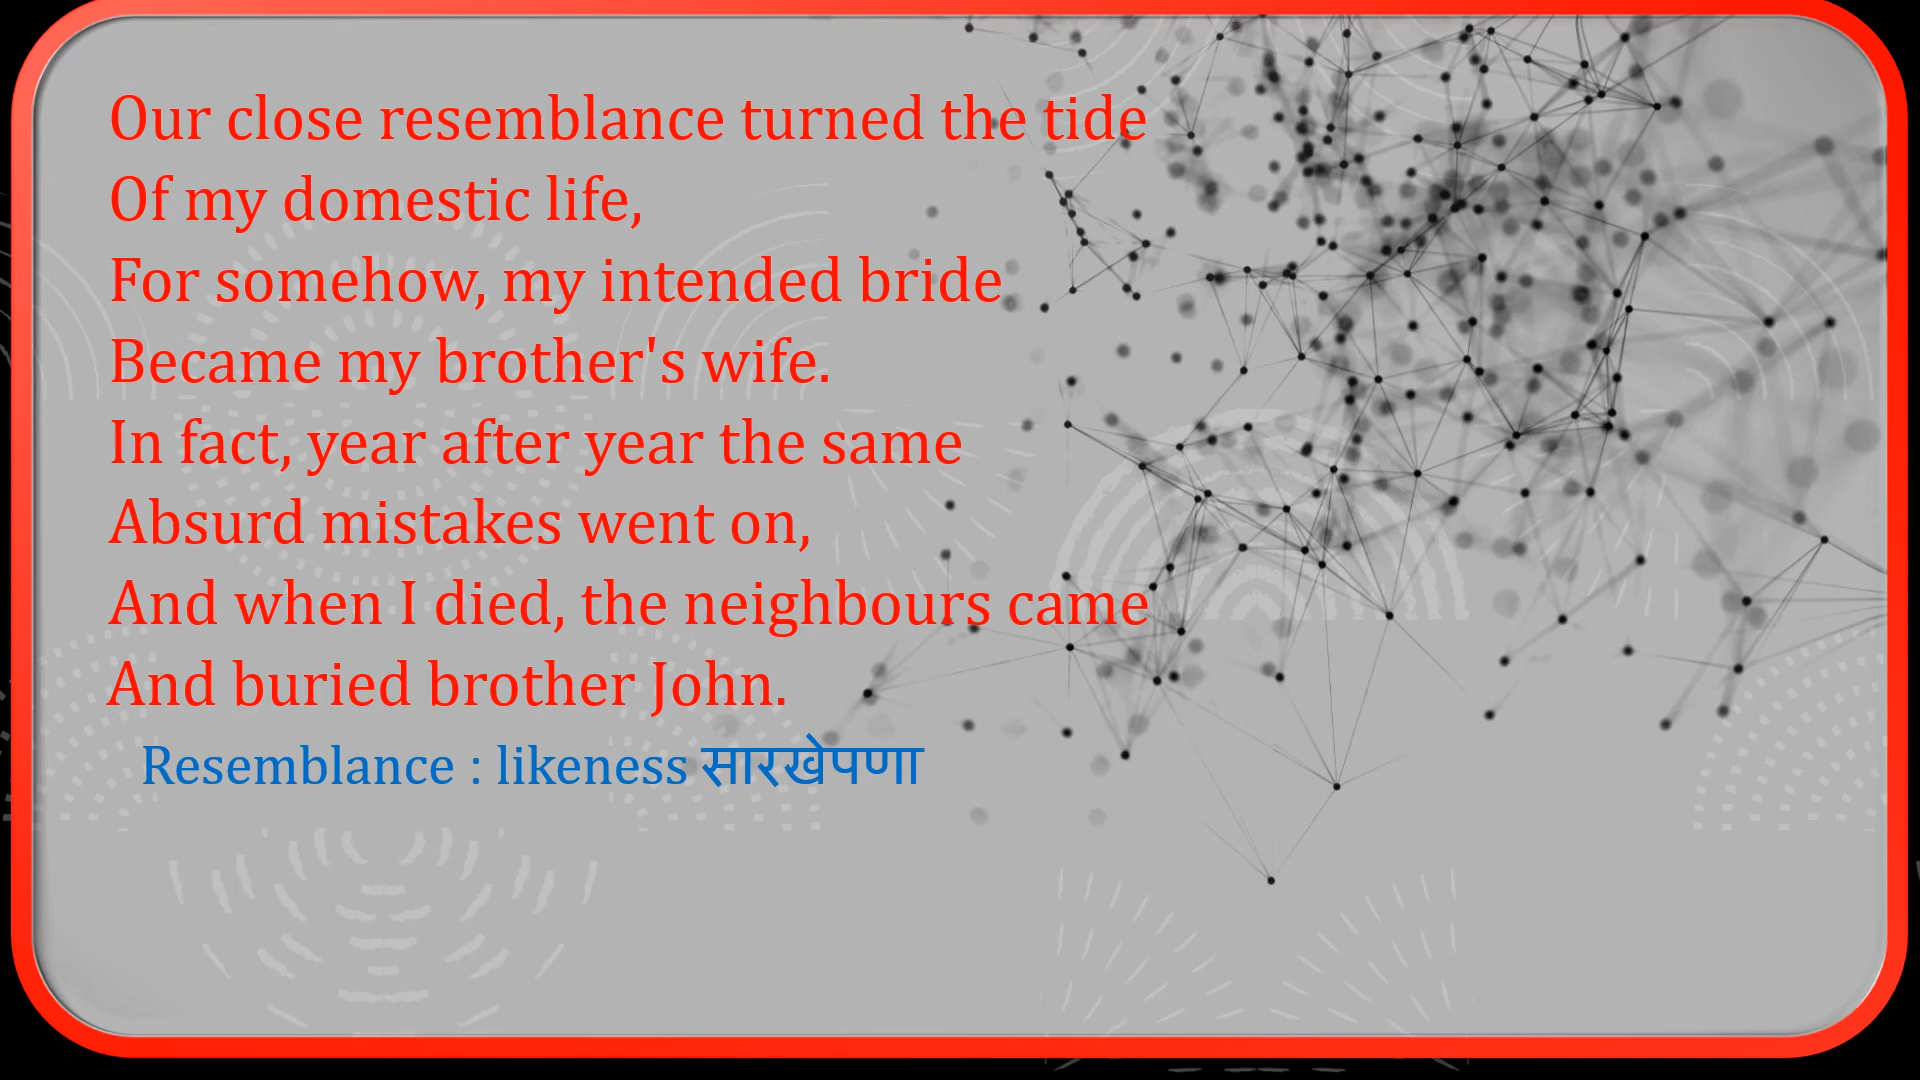 Our close resemblance turned the tide
Of my domestic life,
For somehow, my intended bride
Became my brother's wife.
In fact, year after year the same
Absurd mistakes went on,
And when I died, the neighbours came
And buried brother John.
Resemblance : likeness सारखेपणा